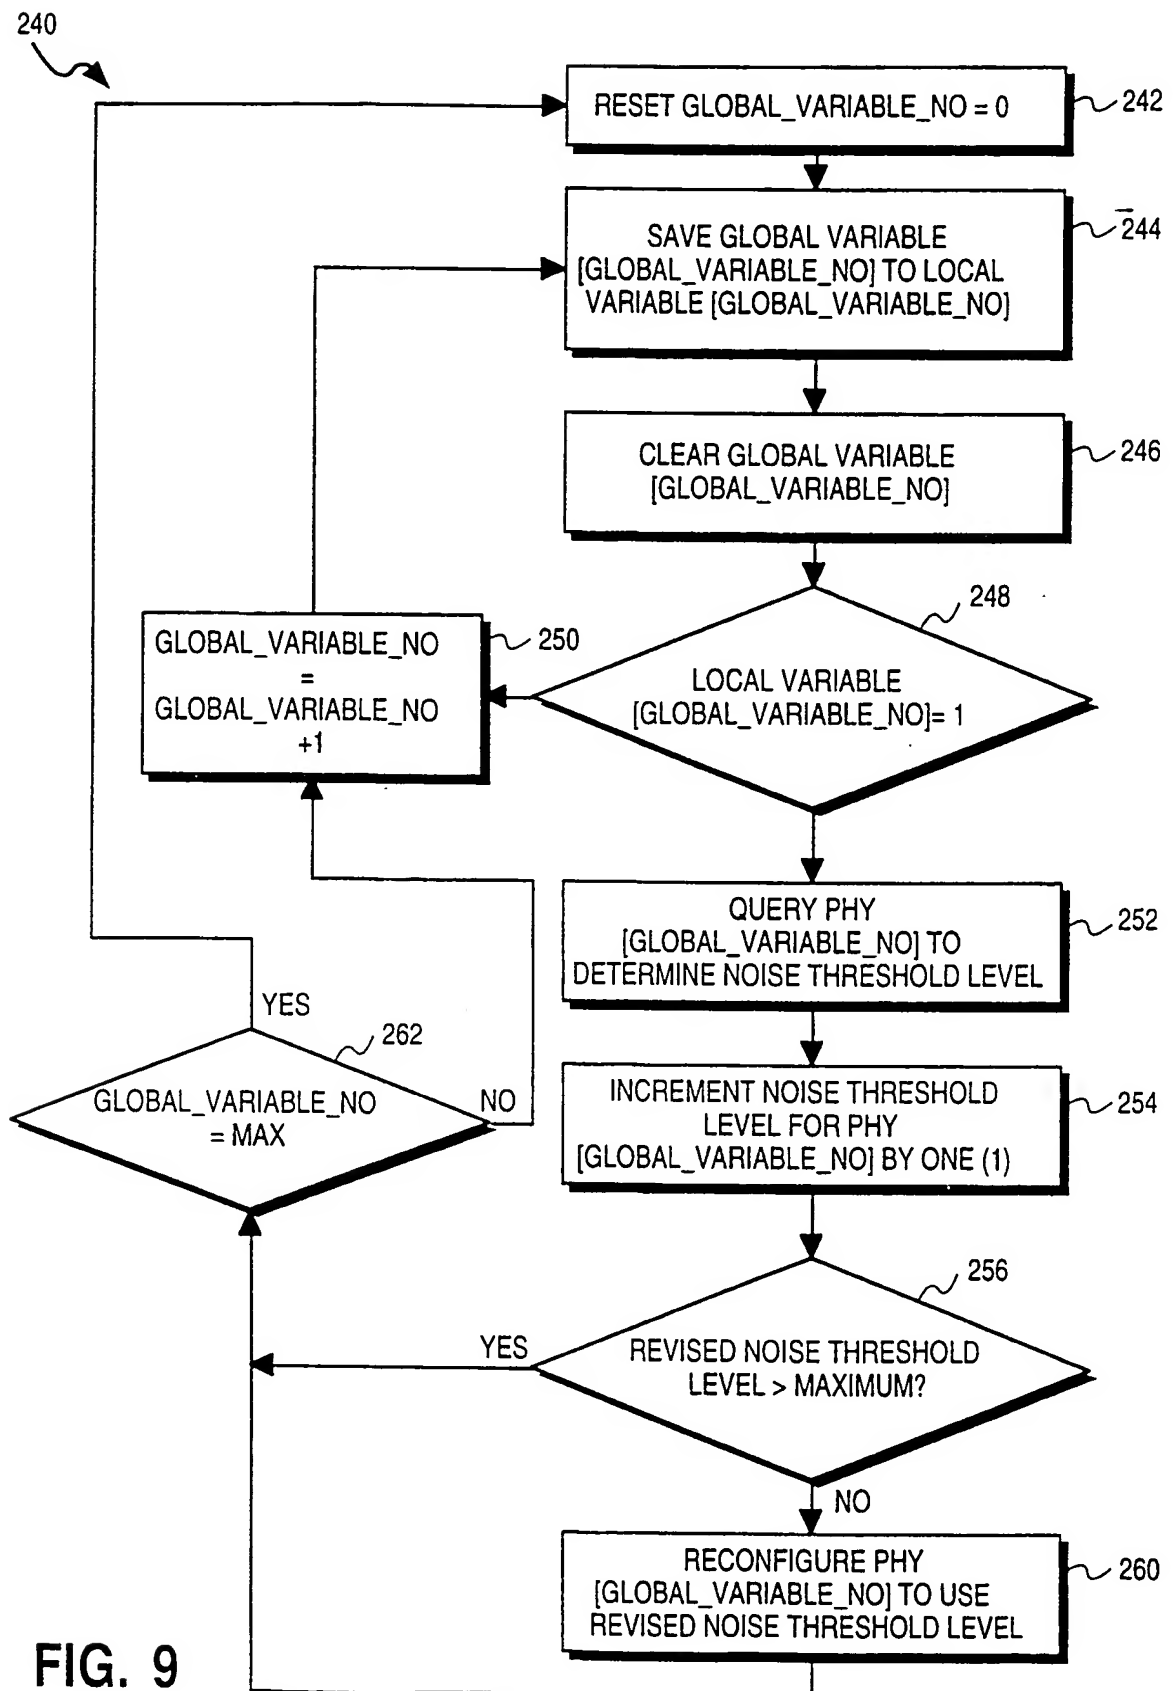 240
RESET GLOBAL_VARIABLE_NO = 0
242
SAVE GLOBAL VARIABLE
[GLOBAL_VARIABLE_NO] TO LOCAL
VARIABLE [GLOBAL_VARIABLE_NO]
244
CLEAR GLOBAL VARIABLE
[GLOBAL_VARIABLE_NO]
246
248
LOCAL VARIABLE
[GLOBAL_VARIABLE_NO]= 1
250
GLOBAL_VARIABLE_NO
=
GLOBAL_VARIABLE_NO
+1
QUERY PHY
[GLOBAL_VARIABLE_NO] TO
DETERMINE NOISE THRESHOLD LEVEL
252
YES
262
GLOBAL_VARIABLE_NO
= MAX
NO
INCREMENT NOISE THRESHOLD
LEVEL FOR PHY
[GLOBAL_VARIABLE_NO] BY ONE (1)
254
256
YES
REVISED NOISE THRESHOLD
LEVEL > MAXIMUM?
NO
RECONFIGURE PHY
[GLOBAL_VARIABLE_NO] TO USE
REVISED NOISE THRESHOLD LEVEL
260
FIG. 9